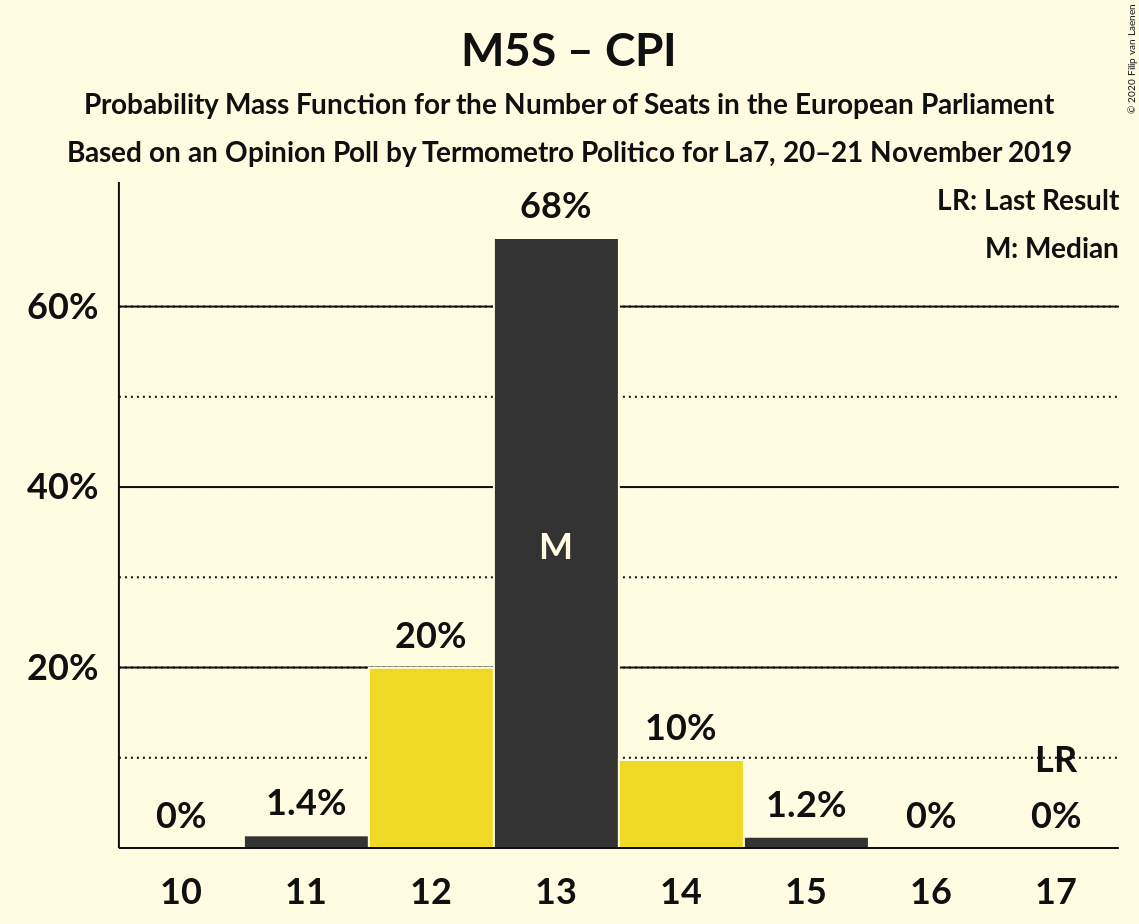 M5S – CPI
Probability Mass Function for the Number of Seats in the European Parliament
Based on an Opinion Poll by Termometro Politico for La7, 20–21 November 2019
© 2020 Filip van Laenen
LR: Last Result
M: Median
60%
40%
20%
0%
1.4%
20%
68%
M
10%
1.2%
0%
LR
0%
10 11 12 13 14 15 16 17